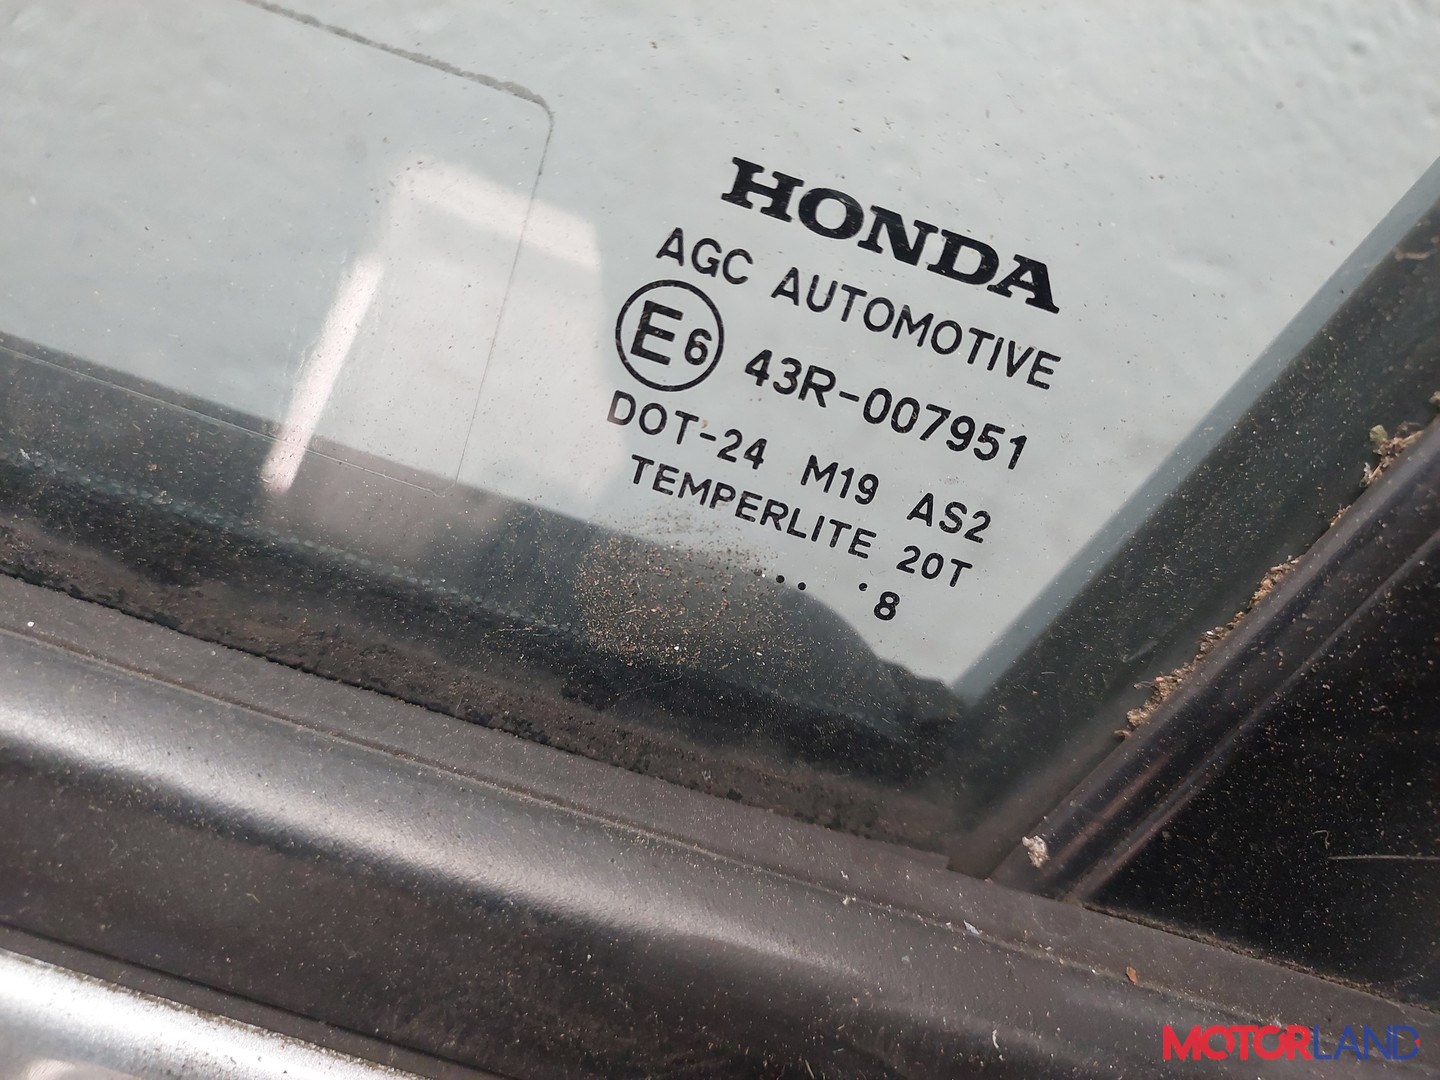 HONDA
AGC AUTOMOTIVE
E6 43R-007951
DOT-24 M19 AS2
TEMPERLITE 20T
... ·8
MOTORLAND